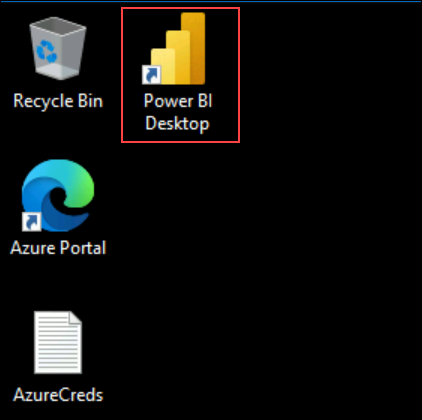 Recycle Bin
Power BI
Desktop
Azure Portal
AzureCreds